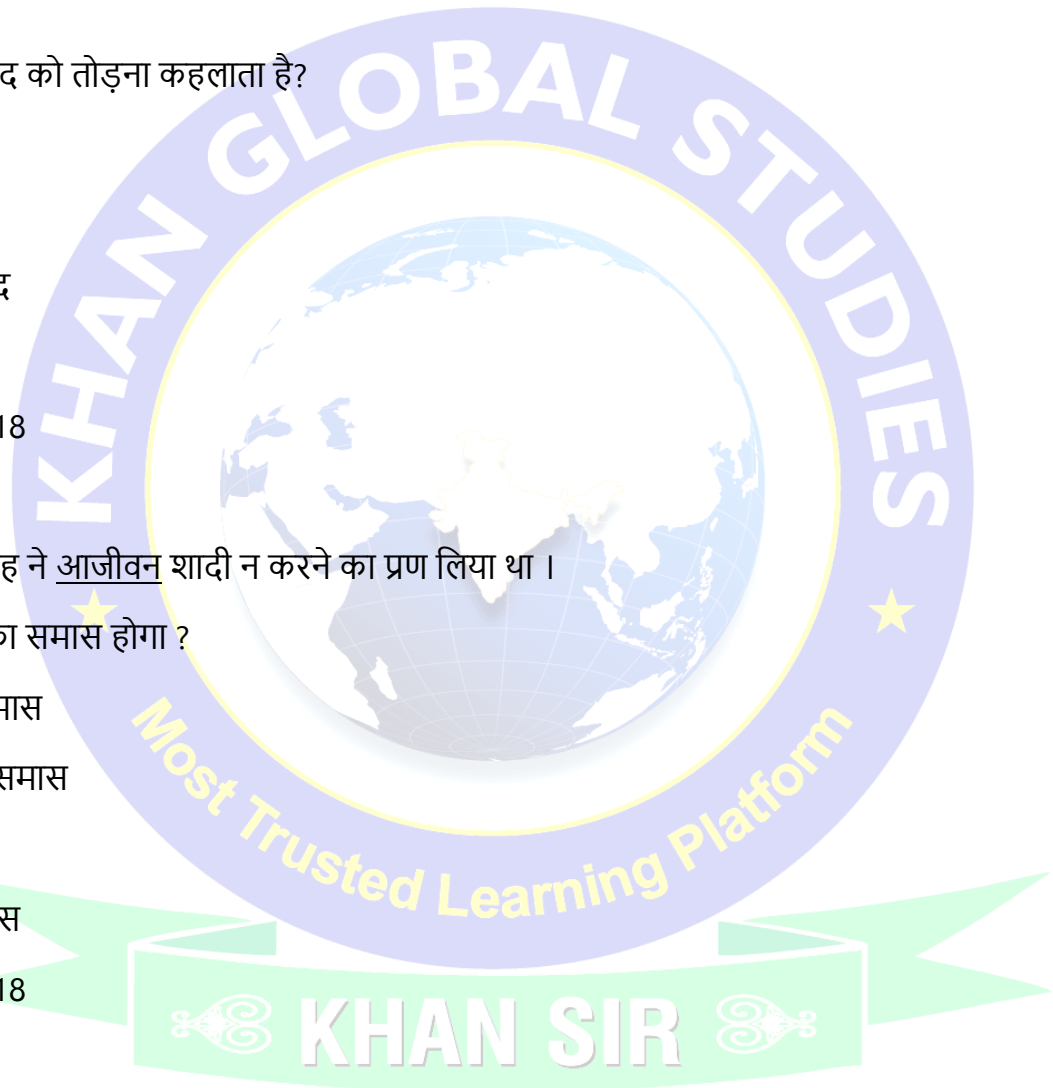 द को तोड़ना कहलाता है?
द
18
ह ने आजीवन शादी न करने का प्रण लिया था ।
का समास होगा ?
मास
समास
स
18
KHAN GLOBAL STUDIES
Most Trusted Learning Platform
KHAN SIR